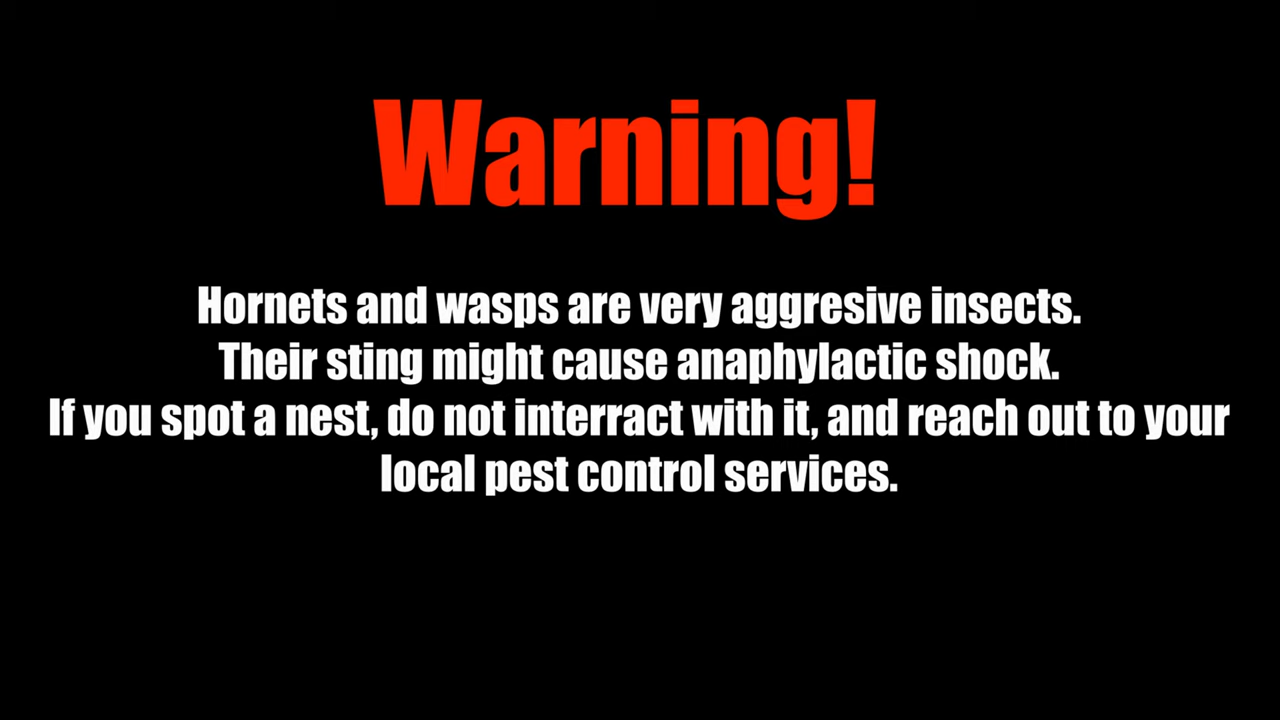 Warning!
Hornets and wasps are very aggresive insects.
Their sting might cause anaphylactic shock.
If you spot a nest, do not interract with it, and reach out to your
local pest control services.